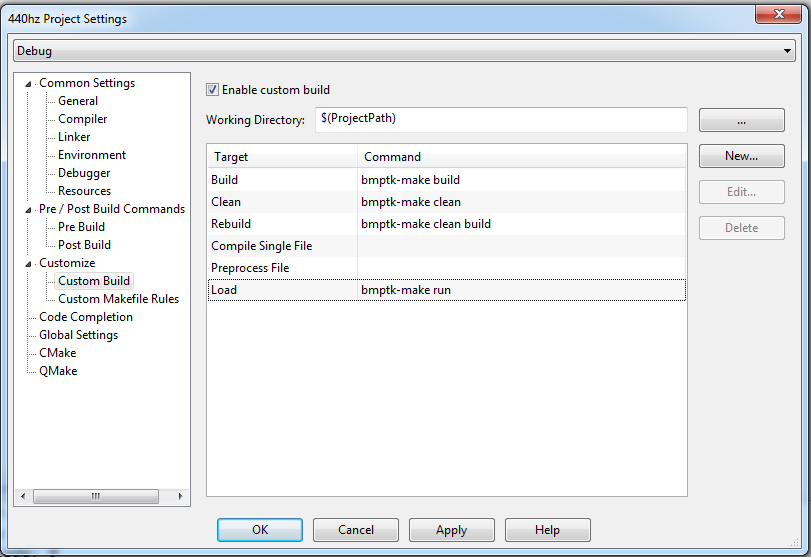 440hz Project Settings
Debug
Common Settings
General
Compiler
Linker
Environment
Debugger
Resources
Pre / Post Build Commands
Pre Build
Post Build
Customize
Custom Build
Custom Makefile Rules
Code Completion
Global Settings
CMake
QMake
Enable custom build
Working Directory: $(ProjectPath) ...
Target Command
Build bmptk-make build
Clean bmptk-make clean
Rebuild bmptk-make clean build
Compile Single File
Preprocess File
Load bmptk-make run
New...
Edit...
Delete
OK Cancel Apply Help